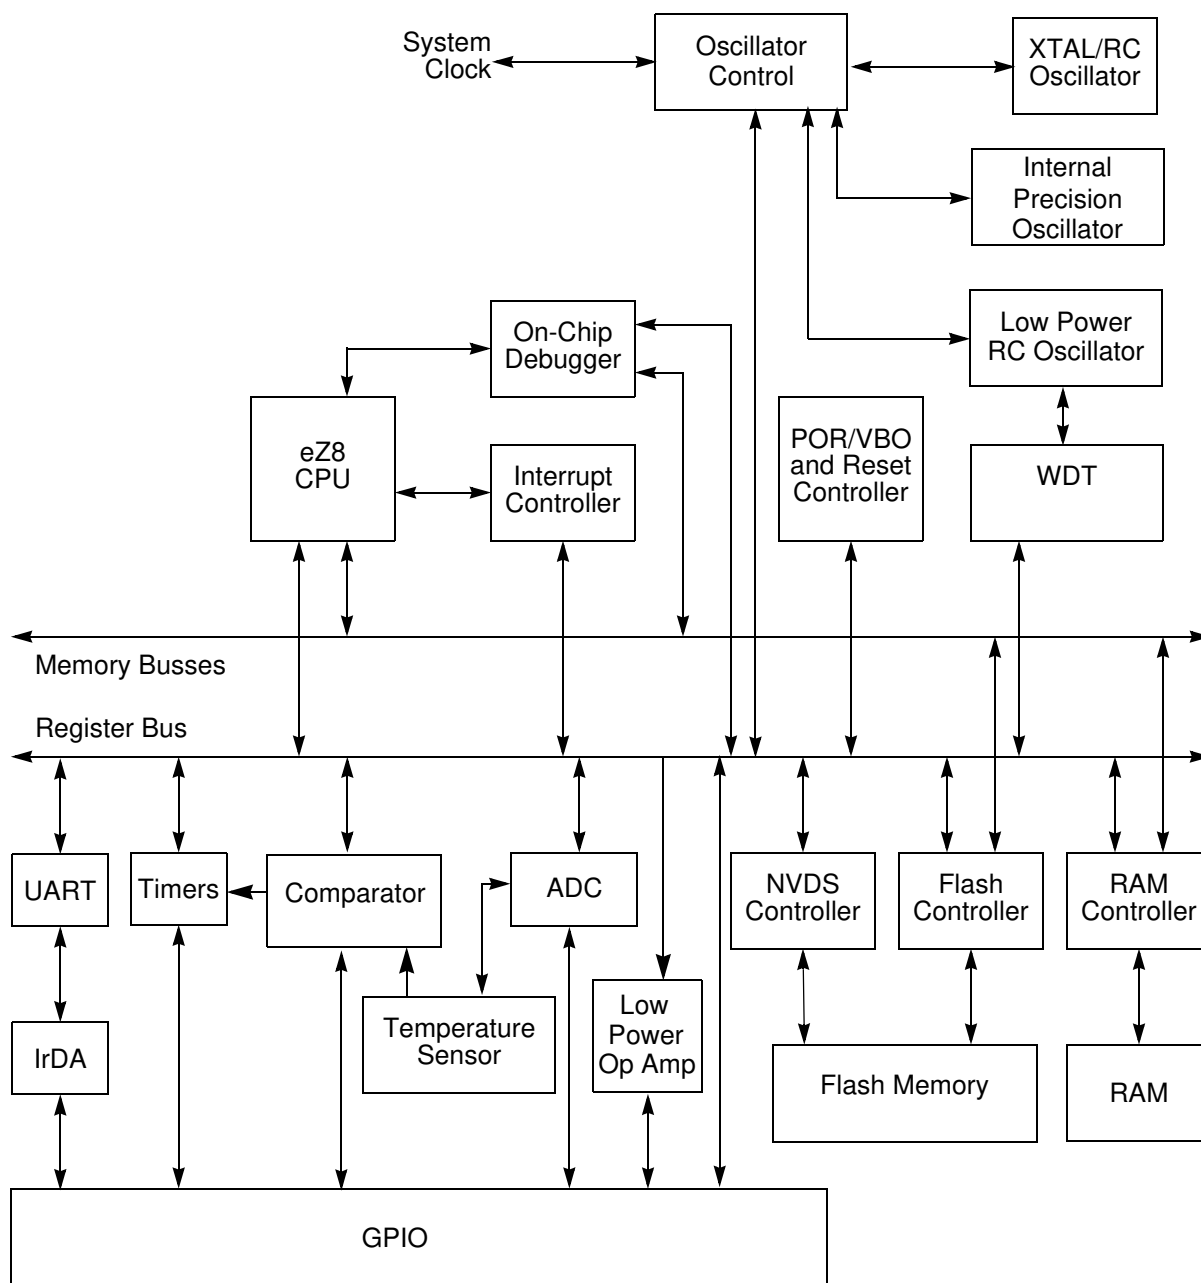 System
Clock
Oscillator
Control
XTAL/RC
Oscillator
Internal
Precision
Oscillator
On-Chip
Debugger
Low Power
RC Oscillator
eZ8
CPU
Interrupt
Controller
POR/VBO
and Reset
Controller
WDT
Memory Busses
Register Bus
UART
Timers
Comparator
ADC
NVDS
Controller
Flash
Controller
RAM
Controller
Temperature
Sensor
Low
Power
Op Amp
IrDA
Flash Memory
RAM
GPIO